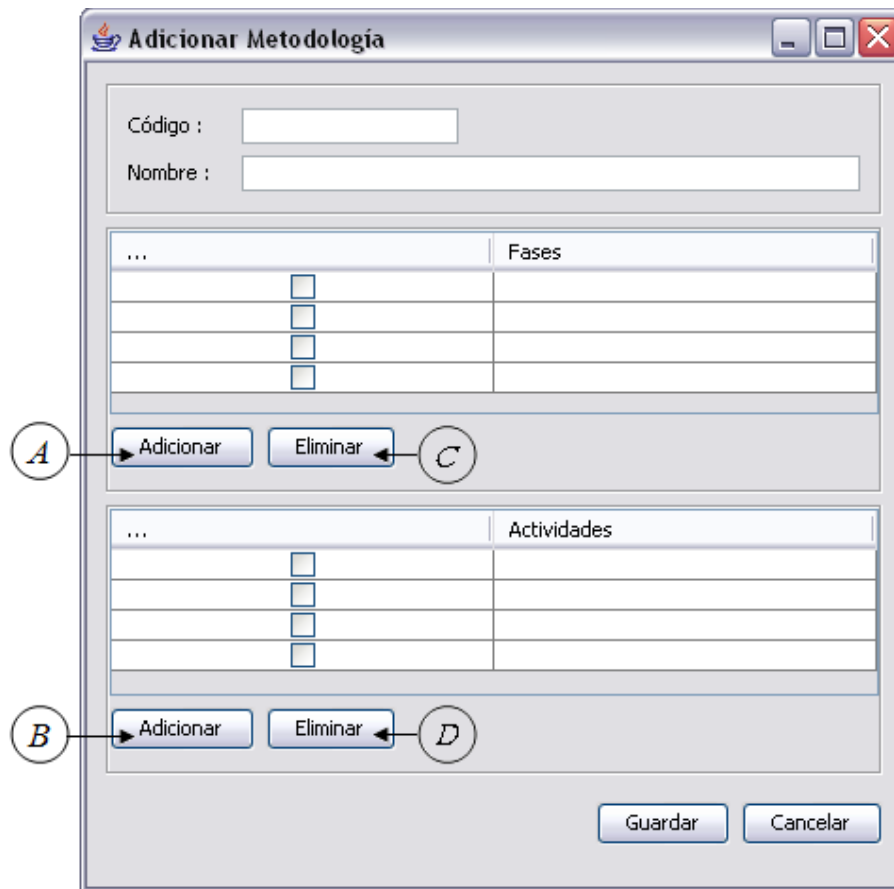 Adicionar Metodología
Código :
Nombre :
... Fases
A Adicionar Eliminar C
... Actividades
B Adicionar Eliminar D
Guardar Cancelar